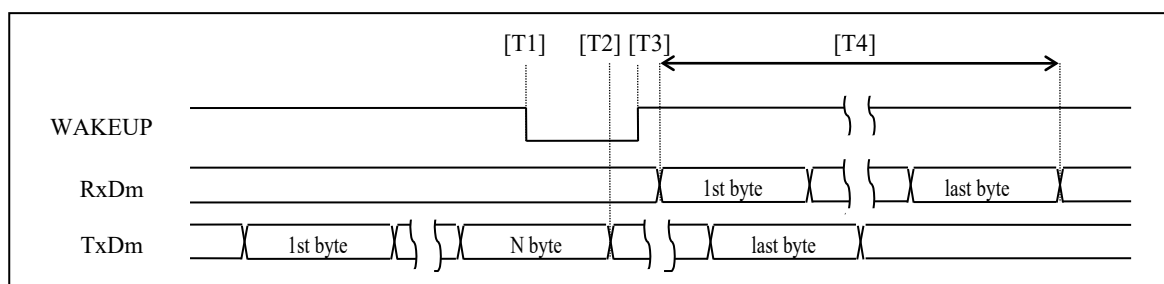 [T1] [T2] [T3] [T4]
WAKEUP
RxDm 1st byte last byte
TxDm 1st byte N byte last byte